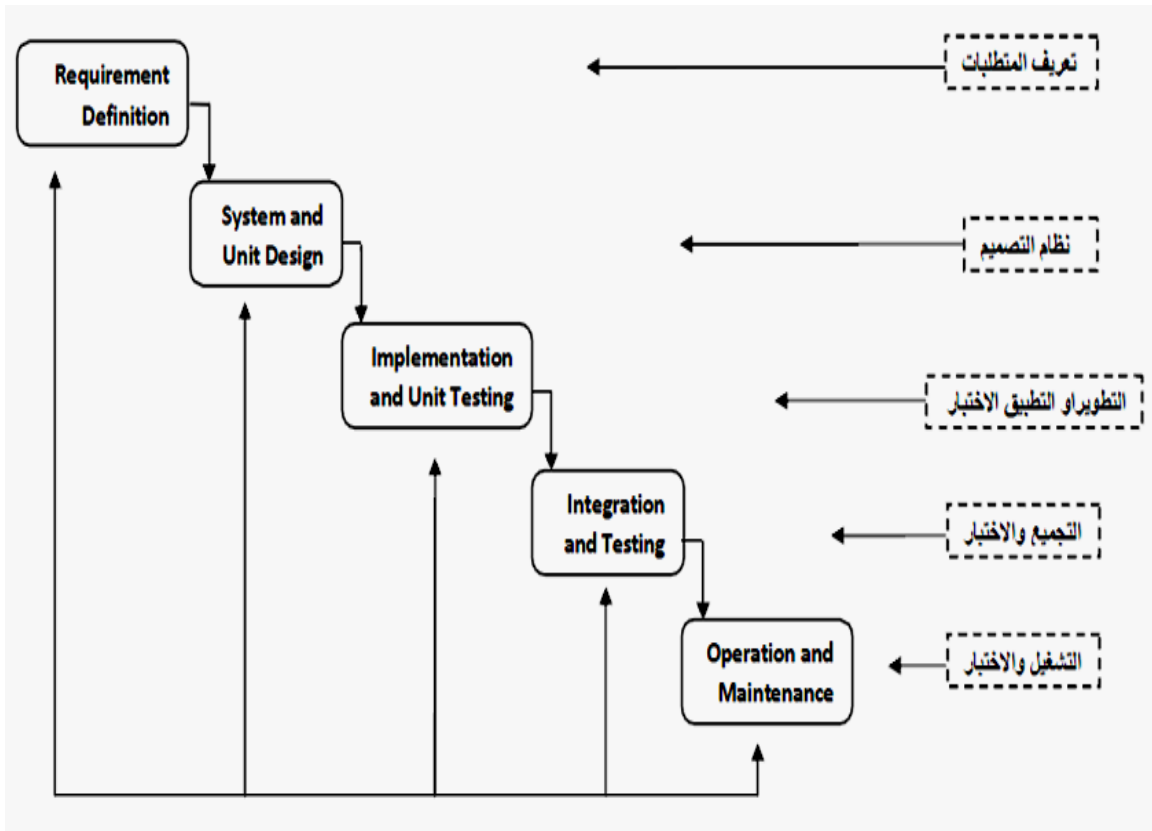 Requirement
Definition
تعريف المتطلبات
System and
Unit Design
نظام التصميم
Implementation
and Unit Testing
التطويراو التطبيق الاختبار
Integration
and Testing
التجميع والاختبار
Operation and
Maintenance
التشغيل والاختبار